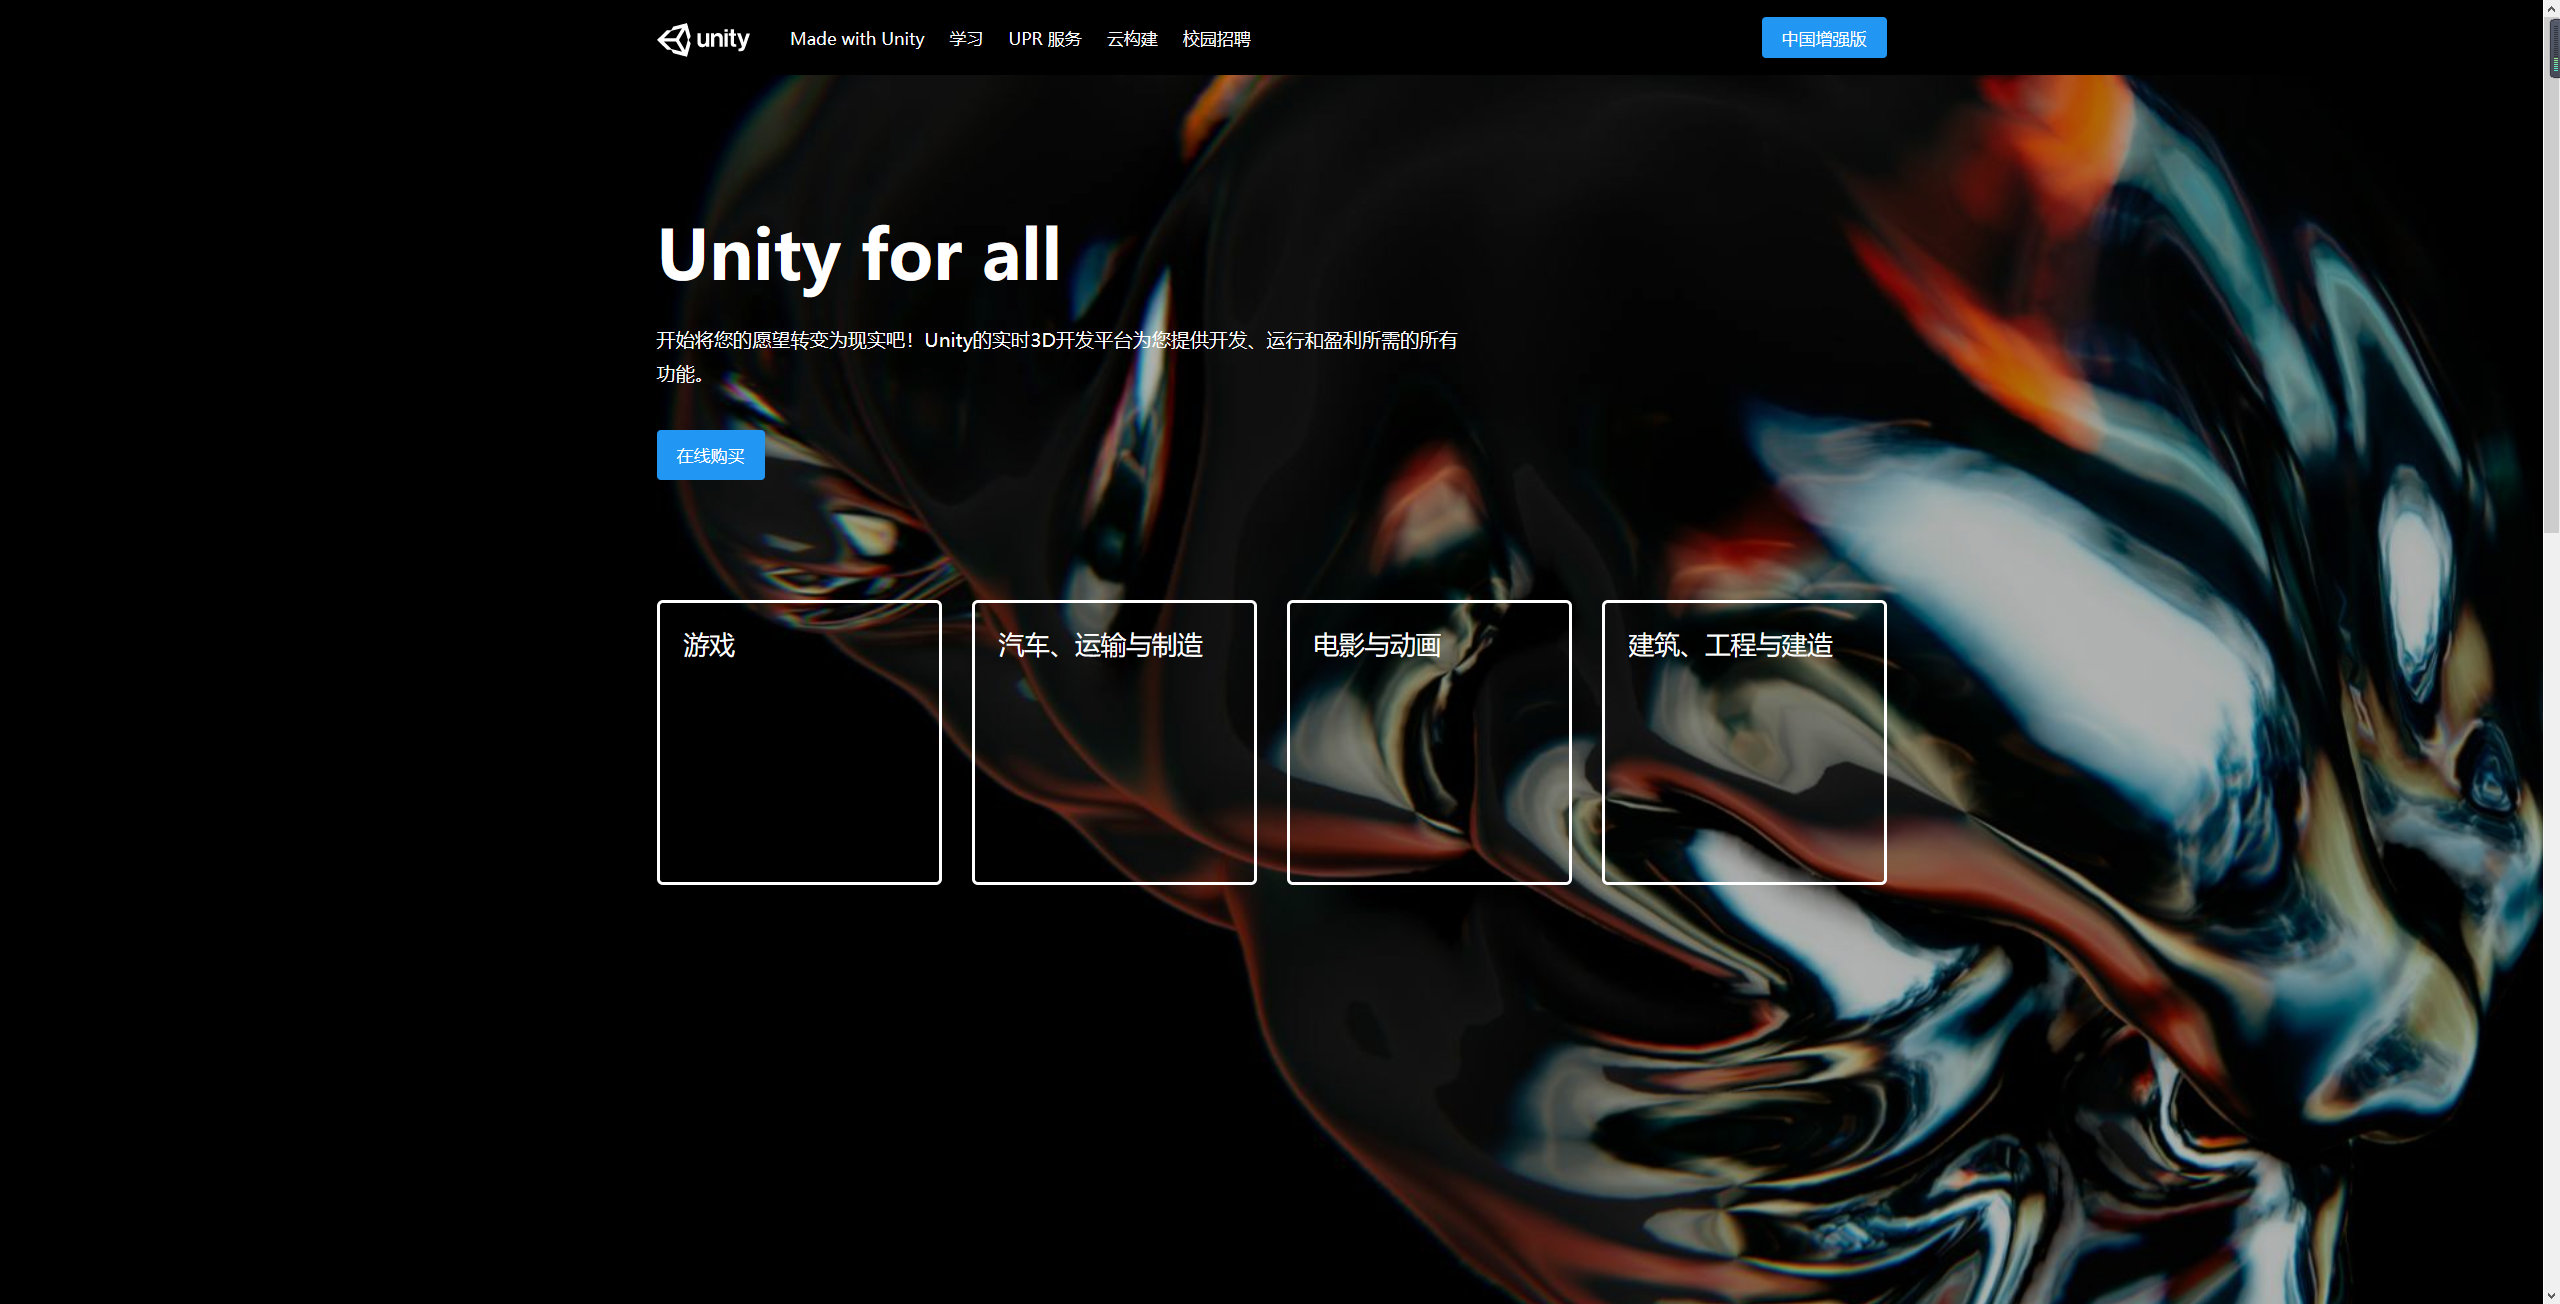 unity
Made with Unity
学习
UPR 服务
云构建
校园招聘
中国增强版
Unity for all
开始将您的愿望转变为现实吧！Unity的实时3D开发平台为您提供开发、运行和盈利所需的所有
功能。
在线购买
游戏
汽车、运输与制造
电影与动画
建筑、工程与建造